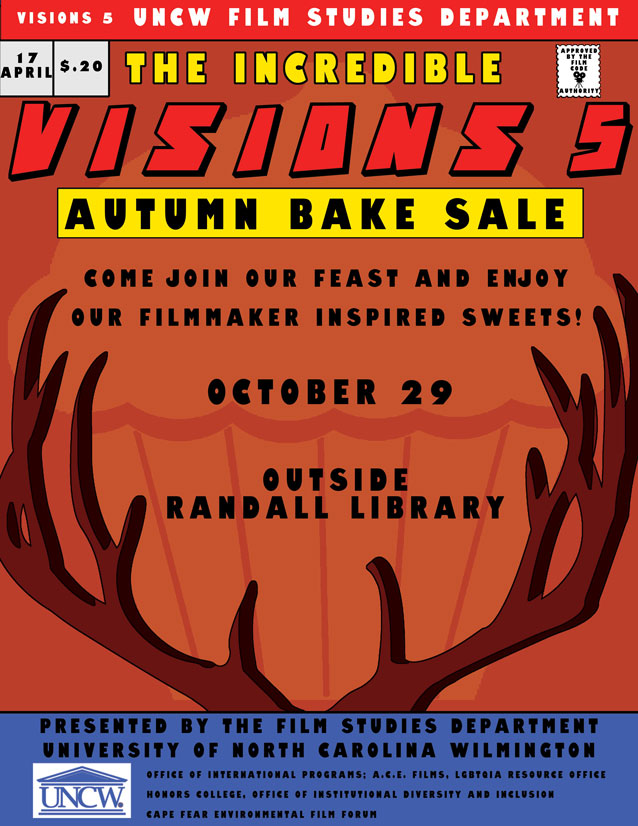 VISIONS 5 UNCW FILM STUDIES DEPARTMENT
17
APRIL
$.20
THE INCREDIBLE
APPROVED
BY THE
FILM
CODE
AUTHORITY
VISIONS 5
AUTUMN BAKE SALE
COME JOIN OUR FEAST AND ENJOY
OUR FILMMAKER INSPIRED SWEETS!
OCTOBER 29
OUTSIDE
RANDALL LIBRARY
PRESENTED BY THE FILM STUDIES DEPARTMENT
UNIVERSITY OF NORTH CAROLINA WILMINGTON
UNCW
OFFICE OF INTERNATIONAL PROGRAMS; A.C.E. FILMS, LGBTQIA RESOURCE OFFICE
HONORS COLLEGE, OFFICE OF INSTITUTIONAL DIVERSITY AND INCLUSION
CAPE FEAR ENVIRONMENTAL FILM FORUM